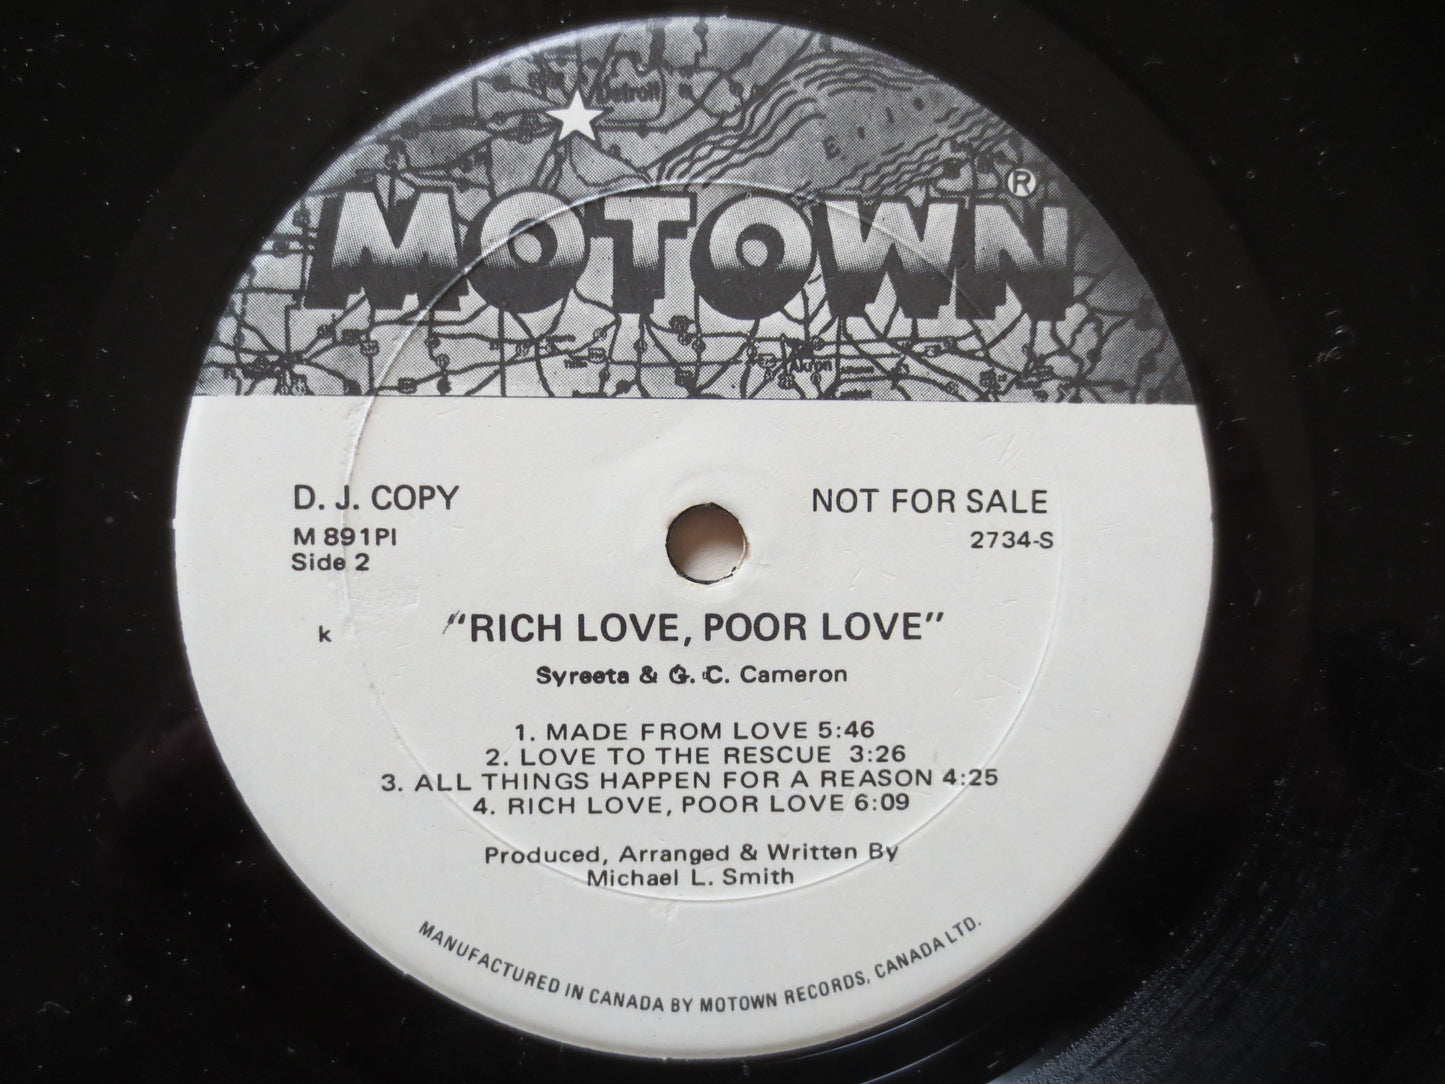 Detroit
Erie
MOTOWN®
Akron
D. J. COPY
NOT FOR SALE
M 891P1
2734-S
Side 2
k
"RICH LOVE, POOR LOVE"
Syreeta & G. C. Cameron
1. MADE FROM LOVE 5:46
2. LOVE TO THE RESCUE 3:26
3. ALL THINGS HAPPEN FOR A REASON 4:25
4. RICH LOVE, POOR LOVE 6:09
Produced, Arranged & Written By
Michael L. Smith
MANUFACTURED IN CANADA BY MOTOWN RECORDS, CANADA LTD.